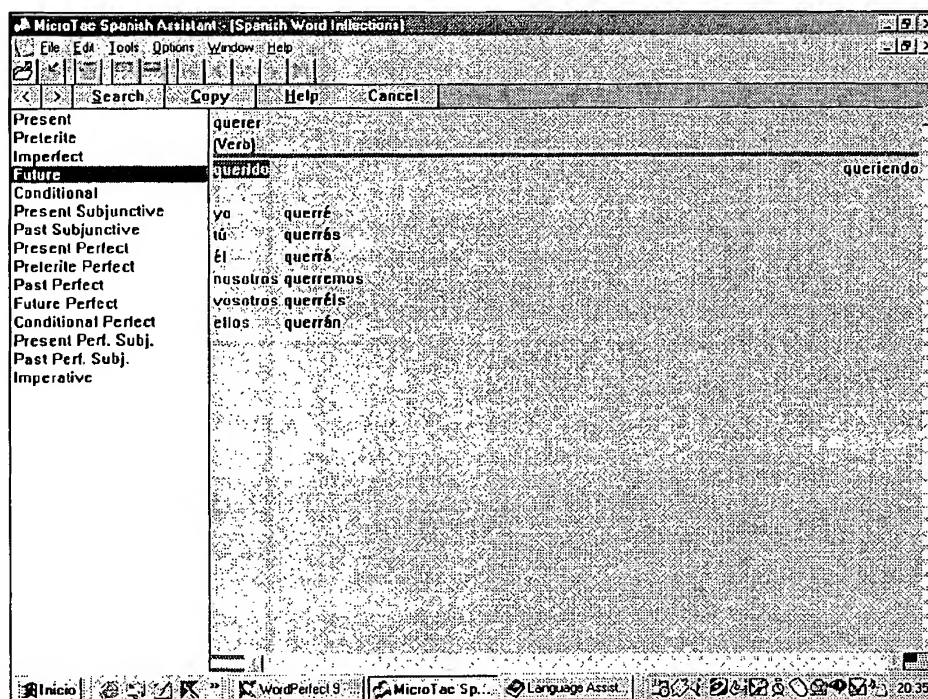 MicroTac Spanish Assistant - [Spanish Word Inflections]
File Edit Tools Options Window Help
< > Search Copy Help Cancel
Present
Preterite
Imperfect
Future
Conditional
Present Subjunctive
Past Subjunctive
Present Perfect
Preterite Perfect
Past Perfect
Future Perfect
Conditional Perfect
Present Perf. Subj.
Past Perf. Subj.
Imperative
querer
(Verb)
querido queriendo
yo querré
tú querrás
él querrá
nosotros querremos
vosotros querréis
ellos querrán
Inicio » WordPerfect 9 MicroTac Sp... Language Assist... 20:35